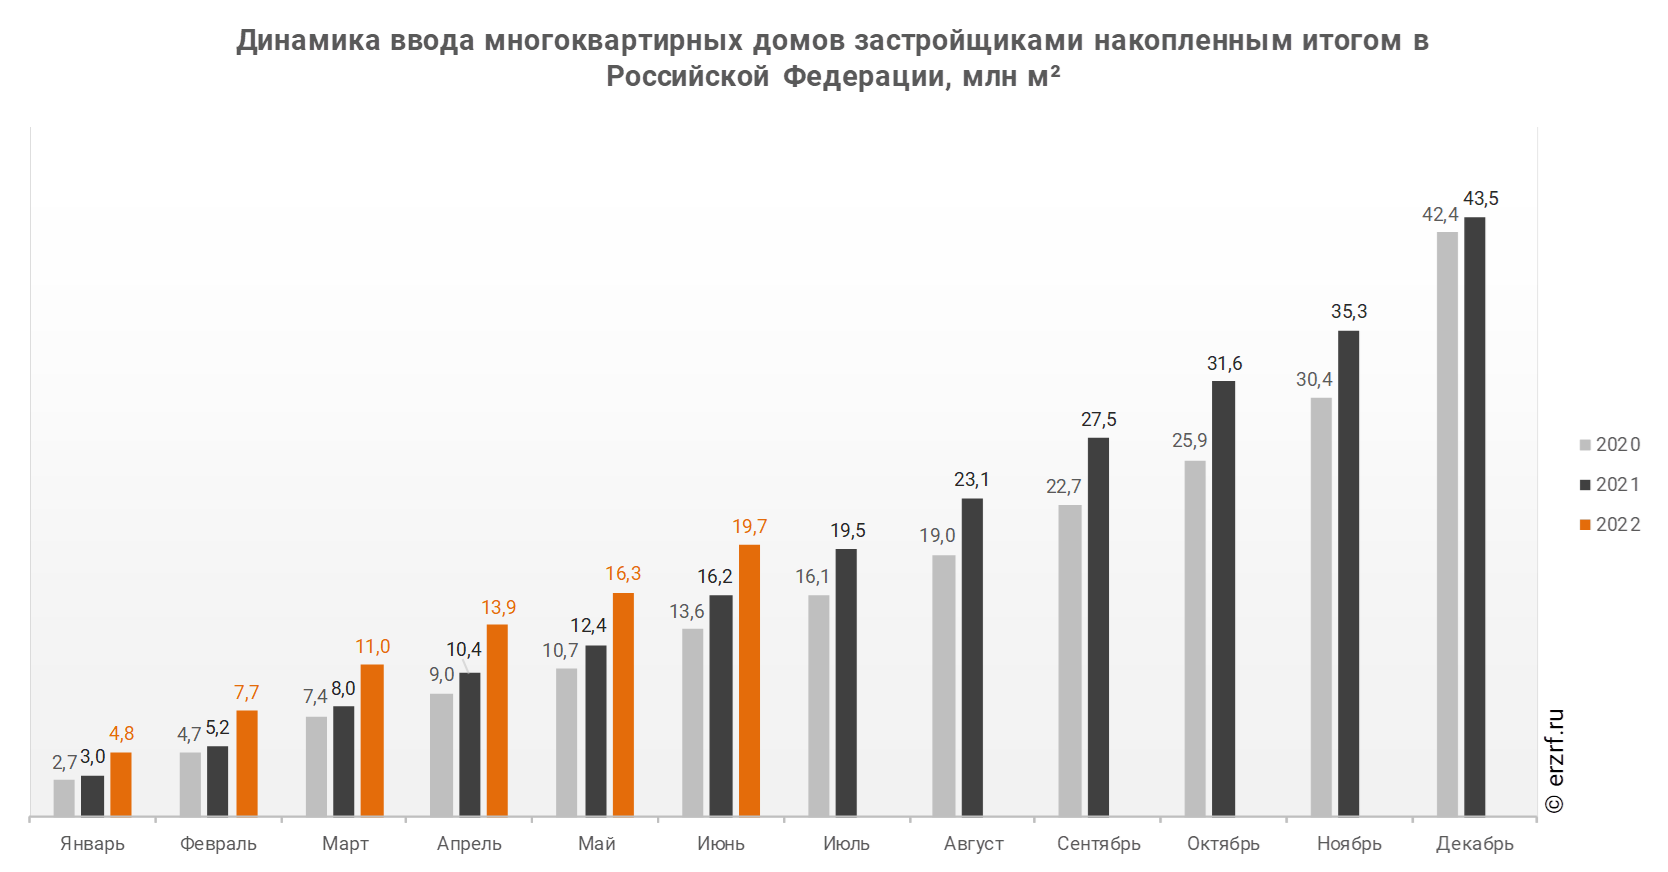 Динамика ввода многоквартирных домов застройщиками накопленным итогом в
Российской Федерации, млн м²
2,7 3,0 4,8
4,7 5,2 7,7
7,4 8,0 11,0
9,0 10,4 13,9
10,7 12,4 16,3
13,6 16,2 19,7
16,1 19,5
19,0 23,1
22,7 27,5
25,9 31,6
30,4 35,3
42,4 43,5
Январь Февраль Март Апрель Май Июнь Июль Август Сентябрь Октябрь Ноябрь Декабрь
2020
2021
2022
© erzrf.ru